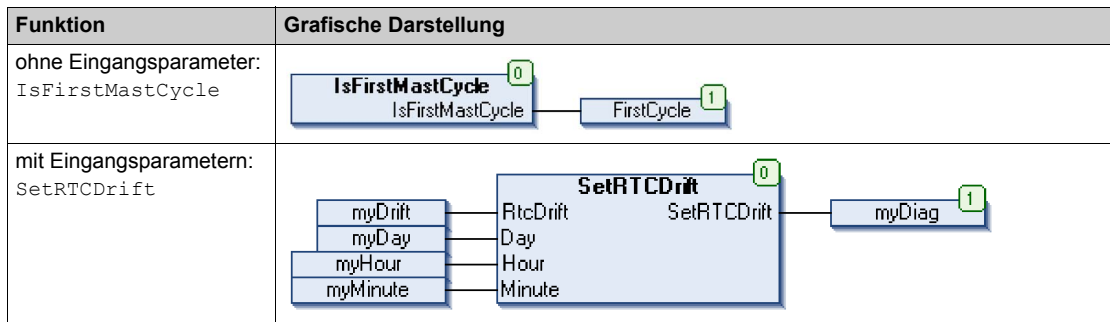 Funktion Grafische Darstellung
ohne Eingangsparameter:
IsFirstMastCycle
0
IsFirstMastCycle
IsFirstMastCycle FirstCycle 1
mit Eingangsparametern:
SetRTCDrift
0
SetRTCDrift
myDrift RtcDrift SetRTCDrift myDiag 1
myDay Day
myHour Hour
myMinute Minute